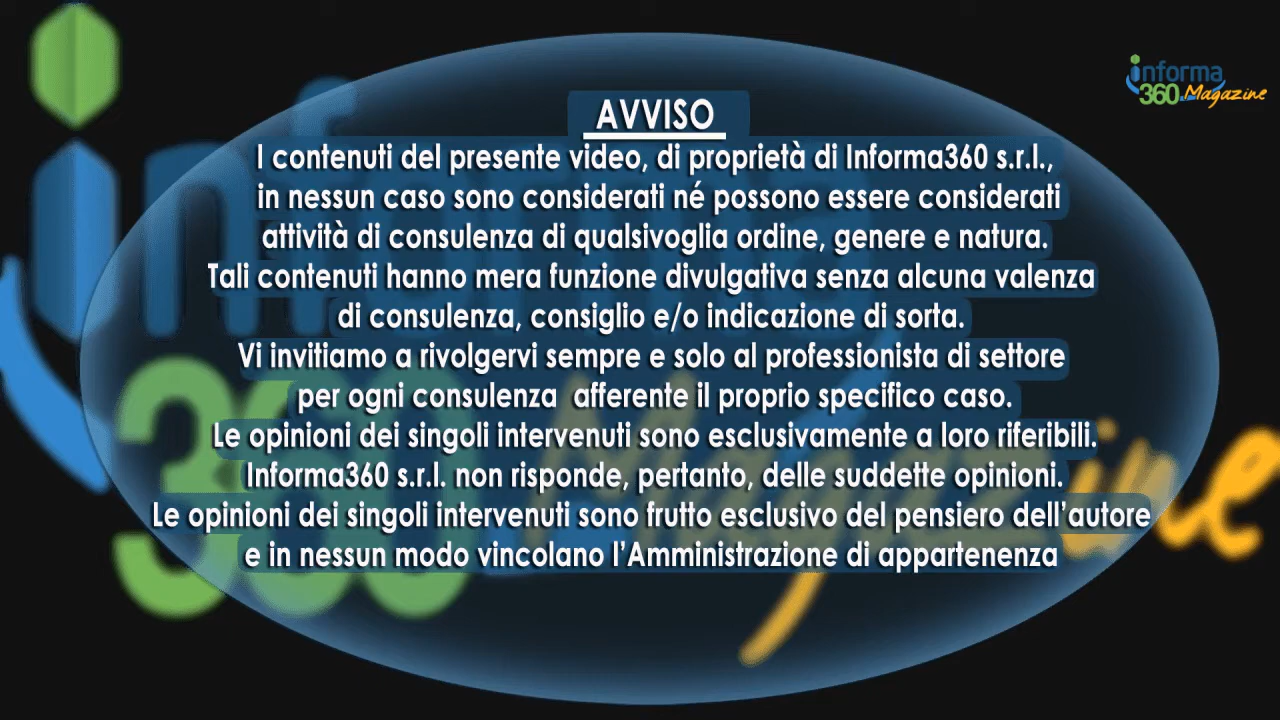 informa
360 Magazine
AVVISO
I contenuti del presente video, di proprietà di Informa360 s.r.l.,
in nessun caso sono considerati né possono essere considerati
attività di consulenza di qualsivoglia ordine, genere e natura.
Tali contenuti hanno mera funzione divulgativa senza alcuna valenza
di consulenza, consiglio e/o indicazione di sorta.
Vi invitiamo a rivolgervi sempre e solo al professionista di settore
per ogni consulenza  afferente il proprio specifico caso.
Le opinioni dei singoli intervenuti sono esclusivamente a loro riferibili.
Informa360 s.r.l. non risponde, pertanto, delle suddette opinioni.
Le opinioni dei singoli intervenuti sono frutto esclusivo del pensiero dell’autore
e in nessun modo vincolano l’Amministrazione di appartenenza